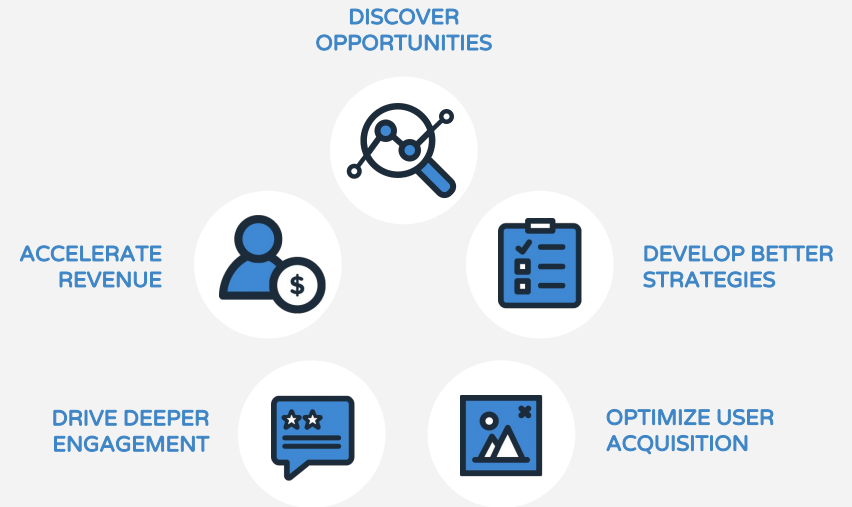 DISCOVER
OPPORTUNITIES
ACCELERATE
REVENUE
$
DEVELOP BETTER
STRATEGIES
DRIVE DEEPER
ENGAGEMENT
OPTIMIZE USER
ACQUISITION